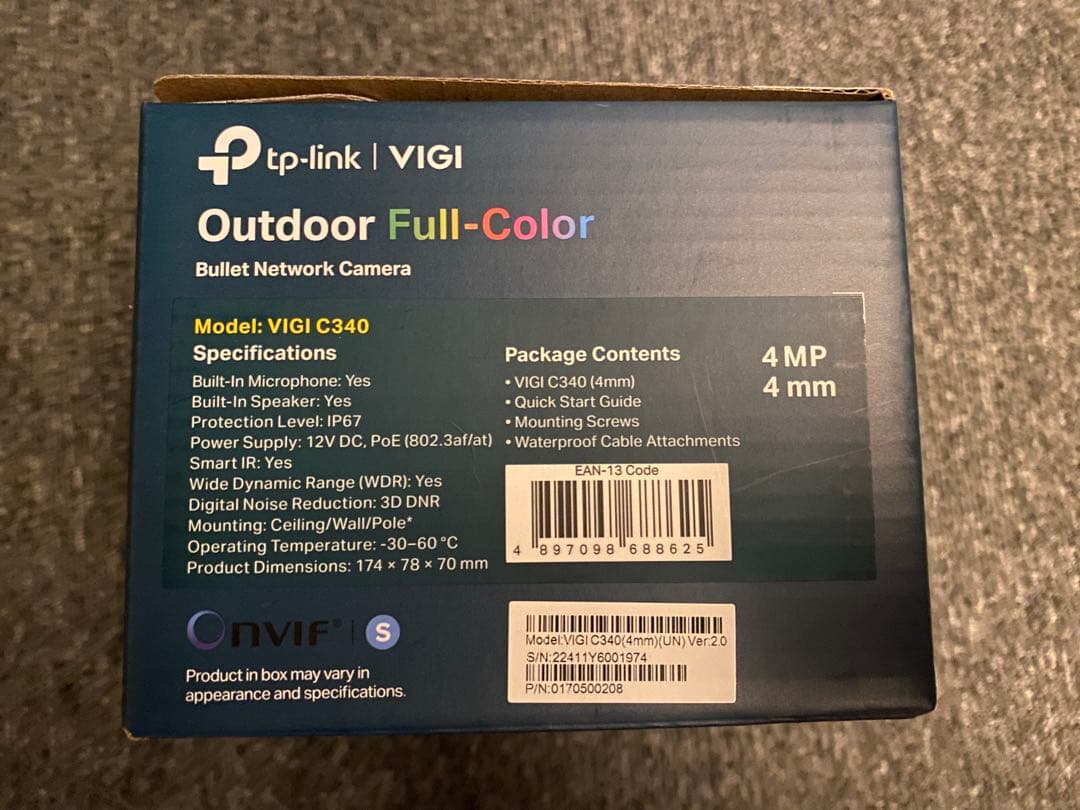 tp-link | VIGI
Outdoor Full-Color
Bullet Network Camera
Model: VIGI C340
Specifications
Built-In Microphone: Yes
Built-In Speaker: Yes
Protection Level: IP67
Power Supply: 12V DC, PoE (802.3af/at)
Smart IR: Yes
Wide Dynamic Range (WDR): Yes
Digital Noise Reduction: 3D DNR
Mounting: Ceiling/Wall/Pole*
Operating Temperature: -30–60 °C
Product Dimensions: 174 × 78 × 70 mm
Package Contents
• VIGI C340 (4mm)
• Quick Start Guide
• Mounting Screws
• Waterproof Cable Attachments
4 MP
4 mm
EAN-13 Code
4 897098 688625
ONVIF® | S
Product in box may vary in
appearance and specifications.
Model:VIGI C340(4mm)(UN) Ver:2.0
S/N:22411Y6001974
P/N:0170500208